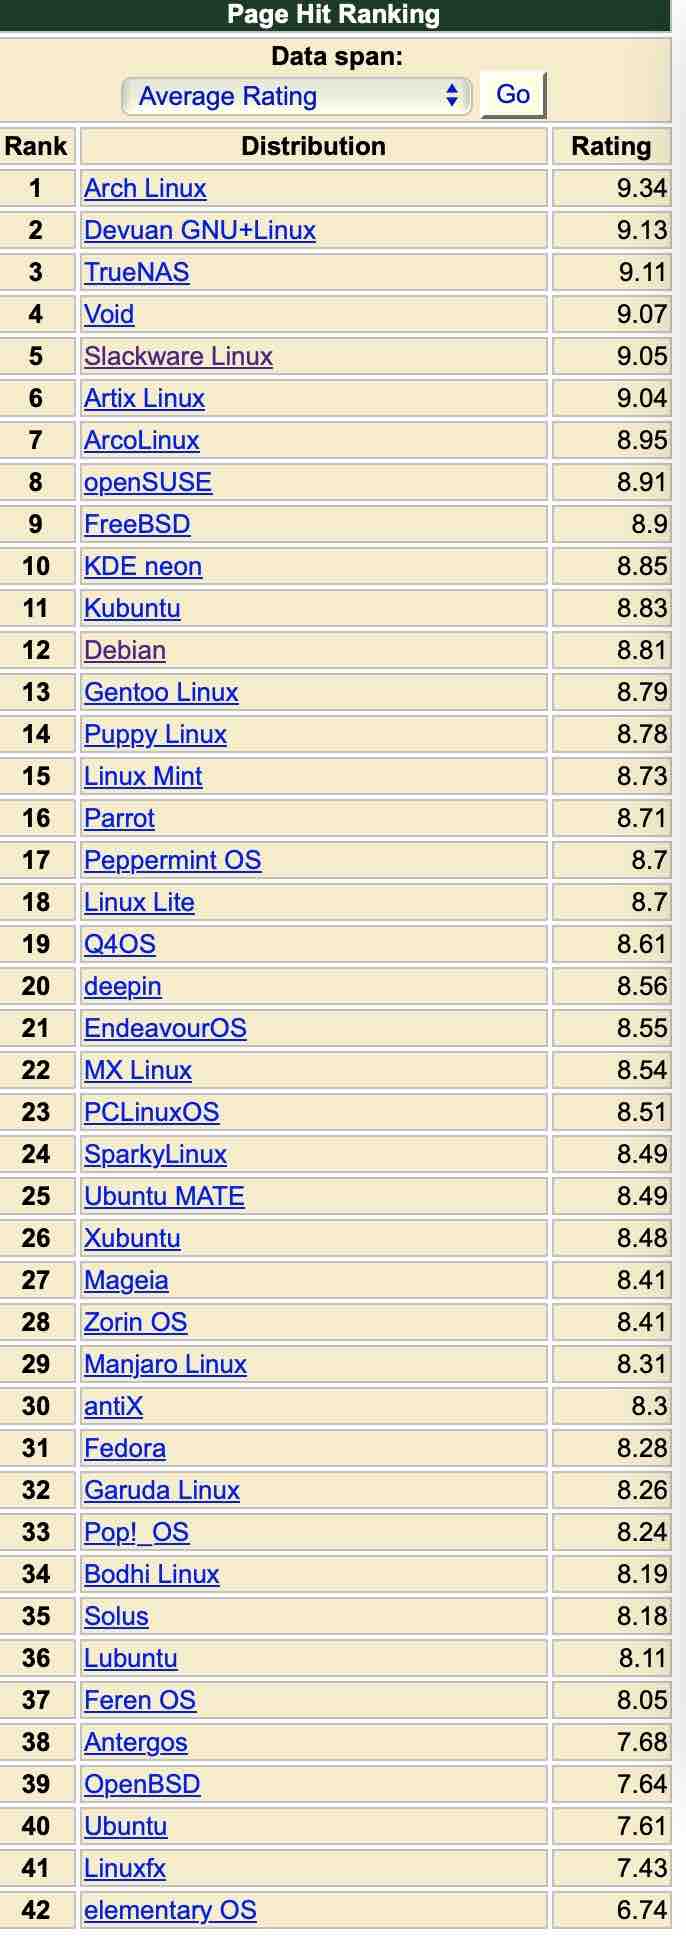 Page Hit Ranking
Data span:
Average Rating Go
Rank Distribution Rating
1 Arch Linux 9.34
2 Devuan GNU+Linux 9.13
3 TrueNAS 9.11
4 Void 9.07
5 Slackware Linux 9.05
6 Artix Linux 9.04
7 ArcoLinux 8.95
8 openSUSE 8.91
9 FreeBSD 8.9
10 KDE neon 8.85
11 Kubuntu 8.83
12 Debian 8.81
13 Gentoo Linux 8.79
14 Puppy Linux 8.78
15 Linux Mint 8.73
16 Parrot 8.71
17 Peppermint OS 8.7
18 Linux Lite 8.7
19 Q4OS 8.61
20 deepin 8.56
21 EndeavourOS 8.55
22 MX Linux 8.54
23 PCLinuxOS 8.51
24 SparkyLinux 8.49
25 Ubuntu MATE 8.49
26 Xubuntu 8.48
27 Mageia 8.41
28 Zorin OS 8.41
29 Manjaro Linux 8.31
30 antiX 8.3
31 Fedora 8.28
32 Garuda Linux 8.26
33 Pop!_OS 8.24
34 Bodhi Linux 8.19
35 Solus 8.18
36 Lubuntu 8.11
37 Feren OS 8.05
38 Antergos 7.68
39 OpenBSD 7.64
40 Ubuntu 7.61
41 Linuxfx 7.43
42 elementary OS 6.74